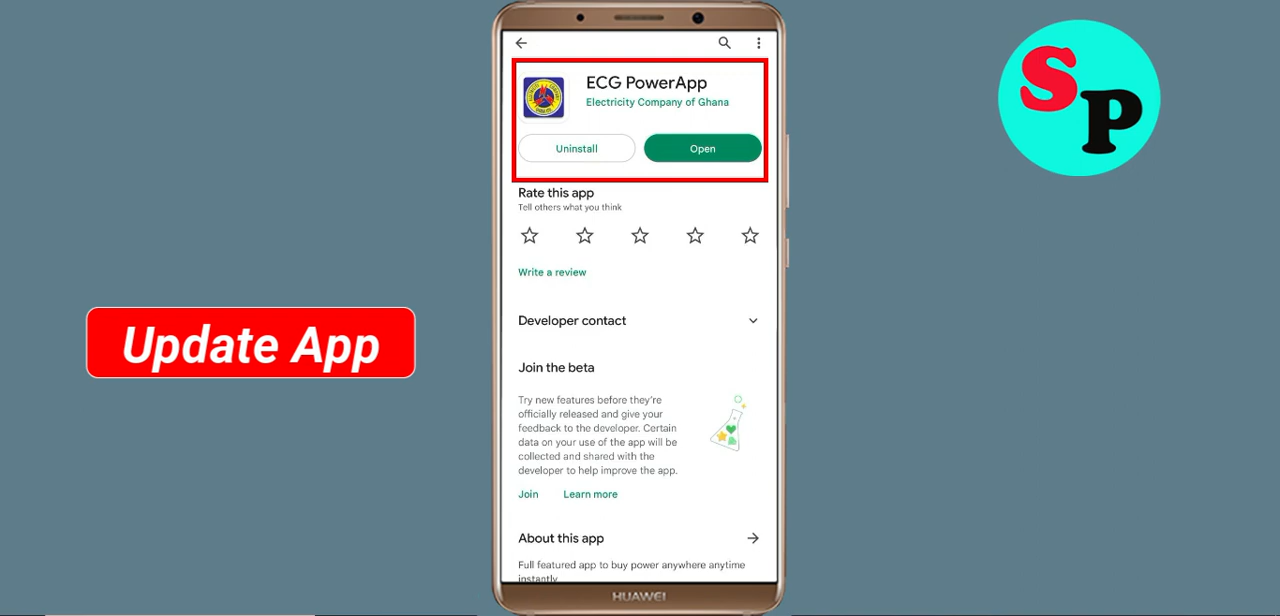 ECG PowerApp
Electricity Company of Ghana
Uninstall
Open
Rate this app
Tell others what you think
Write a review
Developer contact
Join the beta
Try new features before they're
officially released and give your
feedback to the developer. Certain
data on your use of the app will be
collected and shared with the
developer to help improve the app.
Join
Learn more
About this app
Full featured app to buy power anywhere anytime
instantly
HUAWEI
Update App
SP